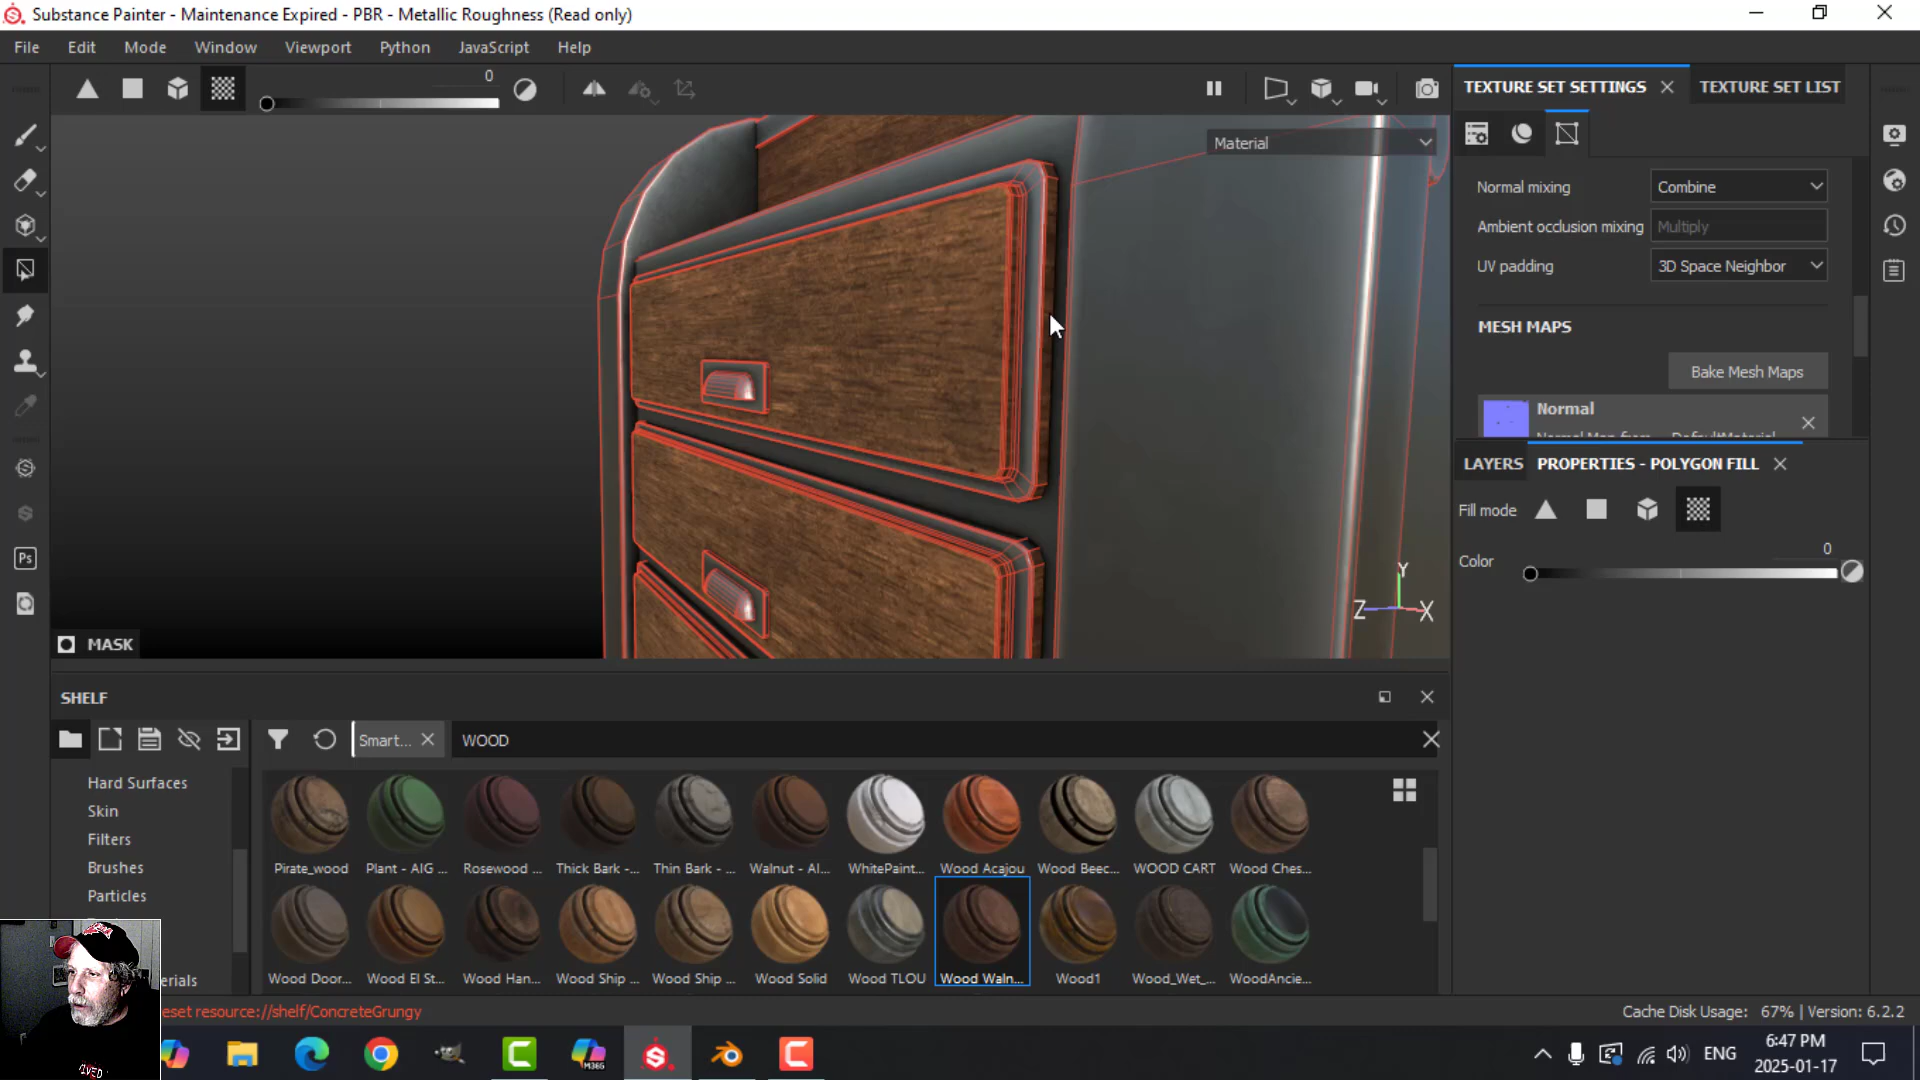 Substance Painter - Maintenance Expired - PBR - Metallic Roughness (Read only)
File Edit Mode Window Viewport Python JavaScript Help
0
TEXTURE SET SETTINGS TEXTURE SET LIST
Material
Normal mixing Combine
Ambient occlusion mixing Multiply
UV padding 3D Space Neighbor
MESH MAPS
Bake Mesh Maps
Normal
LAYERS PROPERTIES - POLYGON FILL
Fill mode
Color 0
Y
Z X
MASK
SHELF
Smart... WOOD
Hard Surfaces
Skin
Filters
Brushes
Particles
erials
Pirate_wood Plant - AIG ... Rosewood ... Thick Bark -... Thin Bark - ... Walnut - Al... WhitePaint... Wood Acajou Wood Beec... WOOD CART Wood Ches...
Wood Door... Wood El St... Wood Han... Wood Ship ... Wood Ship ... Wood Solid Wood TLOU Wood Waln... Wood1 Wood_Wet_... WoodAncie...
eset resource://shelf/ConcreteGrungy
Cache Disk Usage: 67% | Version: 6.2.2
Ps
M365
ENG
6:47 PM
2025-01-17